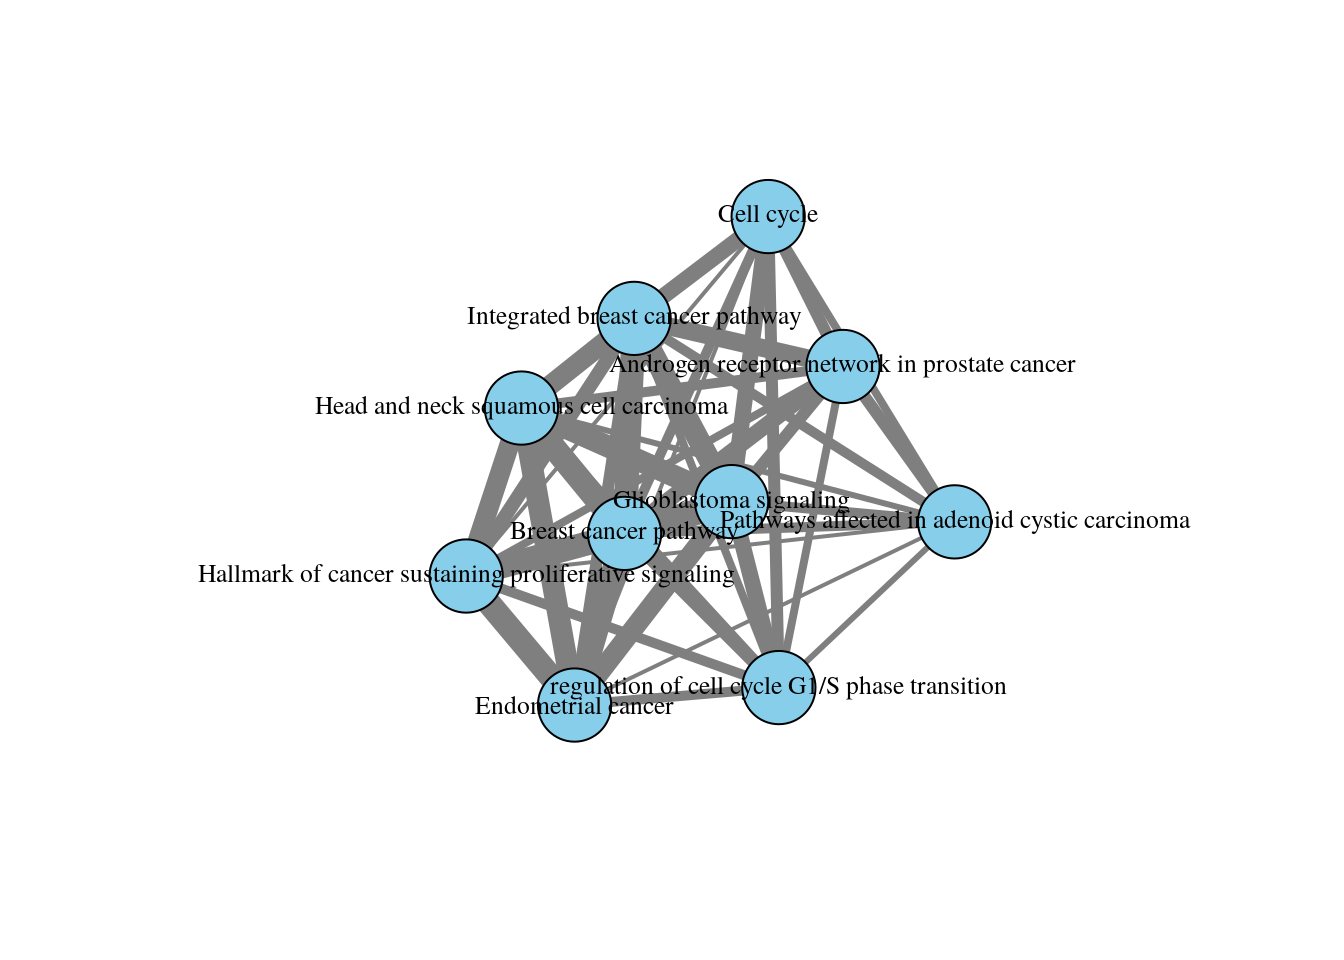 Cell cycle
Integrated breast cancer pathway
Androgen receptor network in prostate cancer
Head and neck squamous cell carcinoma
Glioblastoma signaling
Pathways affected in adenoid cystic carcinoma
Breast cancer pathway
Hallmark of cancer sustaining proliferative signaling
regulation of cell cycle G1/S phase transition
Endometrial cancer